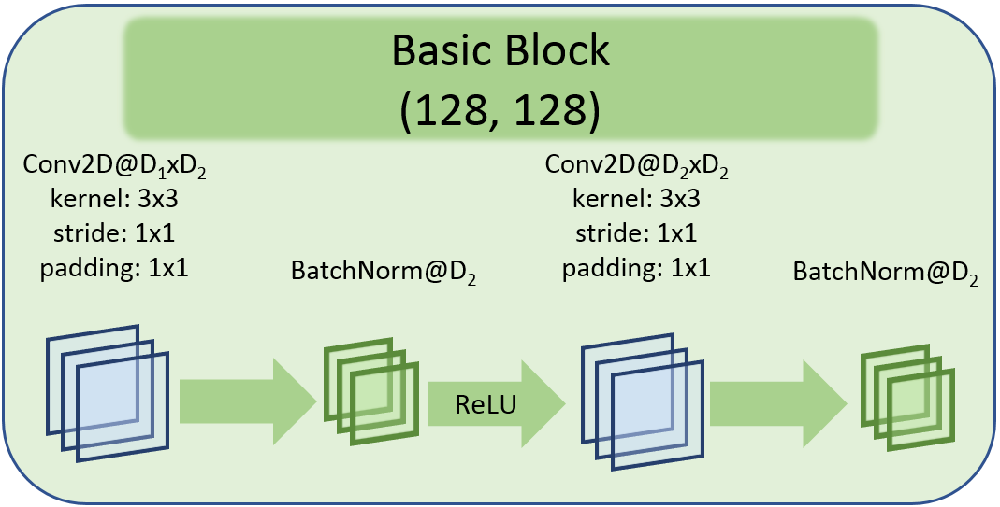 Basic Block
(128, 128)
Conv2D@D₁xD₂
kernel: 3x3
stride: 1x1
padding: 1x1
BatchNorm@D₂
ReLU
Conv2D@D₂xD₂
kernel: 3x3
stride: 1x1
padding: 1x1
BatchNorm@D₂